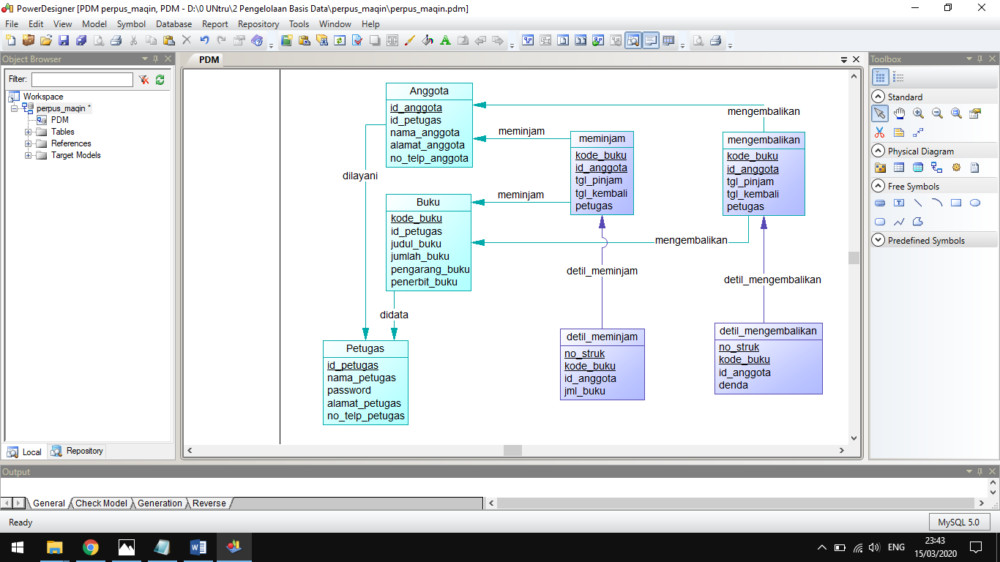 PowerDesigner [PDM perpus_maqin, PDM - D:\0 UNtru\2 Pengelolaan Basis Data\perpus_maqin\perpus_maqin.pdm]
File Edit View Model Symbol Database Report Repository Tools Window Help
Object Browser
Filter:
Workspace
perpus_maqin *
PDM
Tables
References
Target Models
Local Repository
PDM
Anggota
id_anggota
id_petugas
nama_anggota
alamat_anggota
no_telp_anggota
meminjam
mengembalikan
meminjam
kode_buku
id_anggota
tgl_pinjam
tgl_kembali
petugas
mengembalikan
kode_buku
id_anggota
tgl_pinjam
tgl_kembali
petugas
dilayani
meminjam
Buku
kode_buku
id_petugas
judul_buku
jumlah_buku
pengarang_buku
penerbit_buku
mengembalikan
detil_meminjam
detil_mengembalikan
didata
Petugas
id_petugas
nama_petugas
password
alamat_petugas
no_telp_petugas
detil_meminjam
no_struk
kode_buku
id_anggota
jml_buku
detil_mengembalikan
no_struk
kode_buku
id_anggota
denda
Toolbox
Standard
Physical Diagram
Free Symbols
Predefined Symbols
Output
General Check Model Generation Reverse
Ready
MySQL 5.0
ENG
23:43
15/03/2020